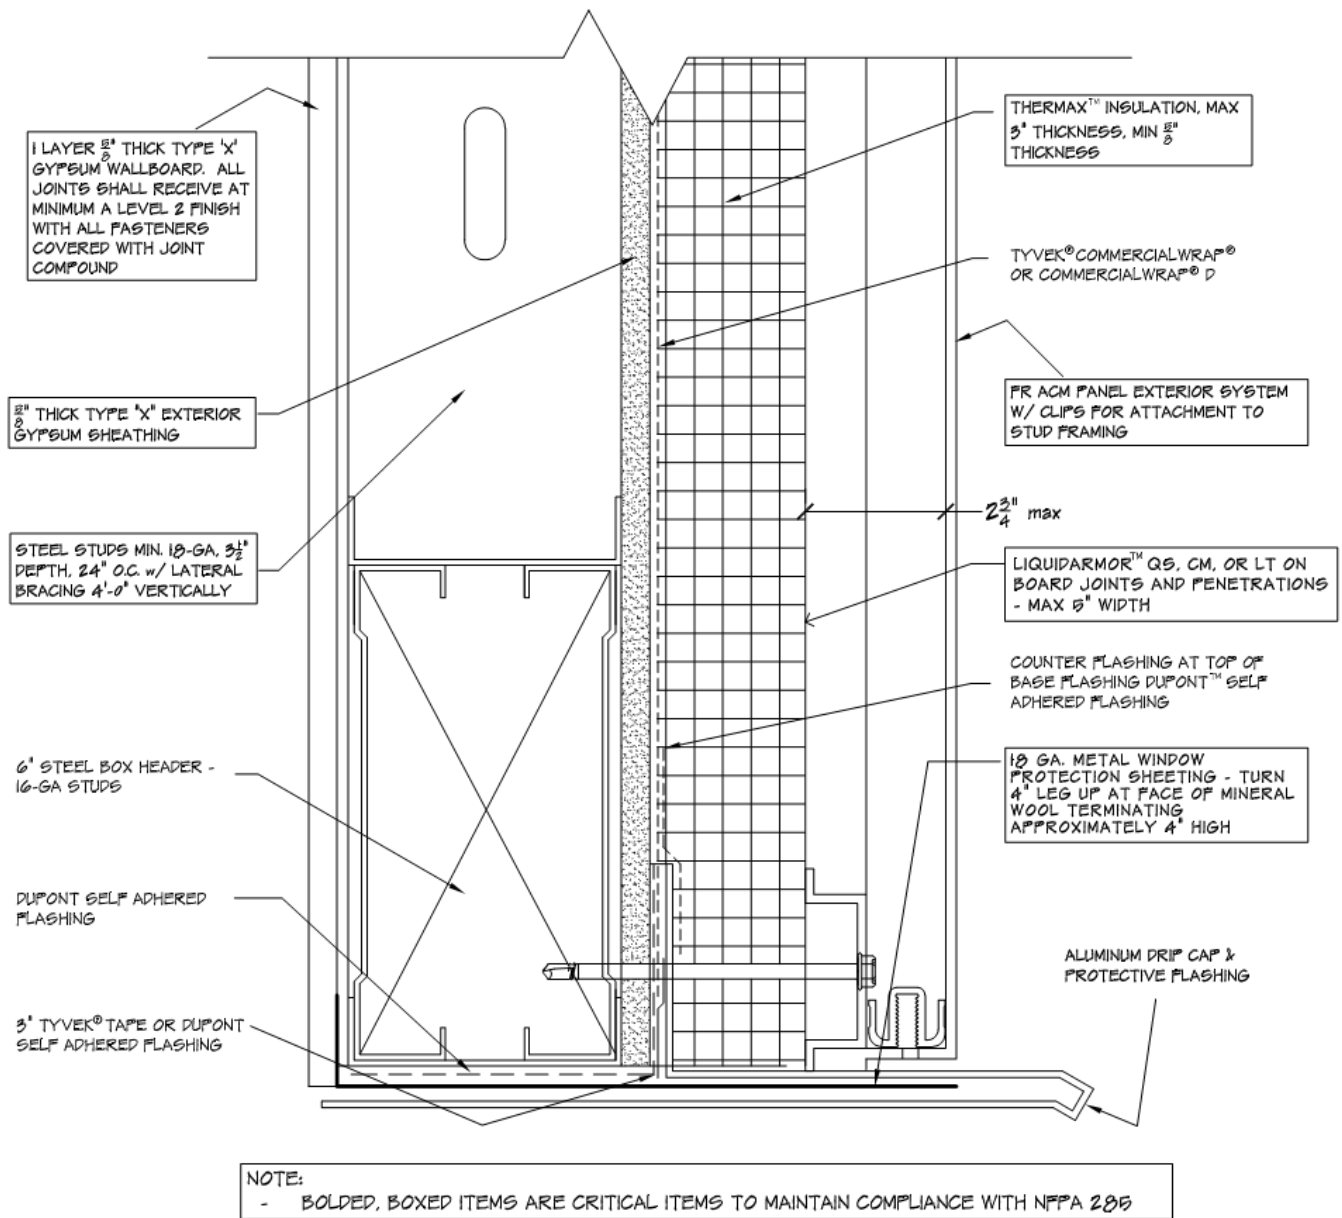 1 LAYER 5/8" THICK TYPE 'X'
GYPSUM WALLBOARD. ALL
JOINTS SHALL RECEIVE AT
MINIMUM A LEVEL 2 FINISH
WITH ALL FASTENERS
COVERED WITH JOINT
COMPOUND
5/8" THICK TYPE "X" EXTERIOR
GYPSUM SHEATHING
STEEL STUDS MIN. 18-GA, 3 1/2"
DEPTH, 24" O.C. w/ LATERAL
BRACING 4'-0" VERTICALLY
6" STEEL BOX HEADER -
16-GA STUDS
DUPONT SELF ADHERED
FLASHING
3" TYVEK® TAPE OR DUPONT
SELF ADHERED FLASHING
THERMAX™ INSULATION, MAX
3" THICKNESS, MIN 5/8"
THICKNESS
TYVEK® COMMERCIALWRAP®
OR COMMERCIALWRAP® D
FR ACM PANEL EXTERIOR SYSTEM
W/ CLIPS FOR ATTACHMENT TO
STUD FRAMING
2 3/4" max
LIQUIDARMOR™ QS, CM, OR LT ON
BOARD JOINTS AND PENETRATIONS
- MAX 5" WIDTH
COUNTER FLASHING AT TOP OF
BASE FLASHING DUPONT™ SELF
ADHERED FLASHING
18 GA. METAL WINDOW
PROTECTION SHEETING - TURN
4" LEG UP AT FACE OF MINERAL
WOOL TERMINATING
APPROXIMATELY 4" HIGH
ALUMINUM DRIP CAP &
PROTECTIVE FLASHING
NOTE:
- BOLDED, BOXED ITEMS ARE CRITICAL ITEMS TO MAINTAIN COMPLIANCE WITH NFPA 285